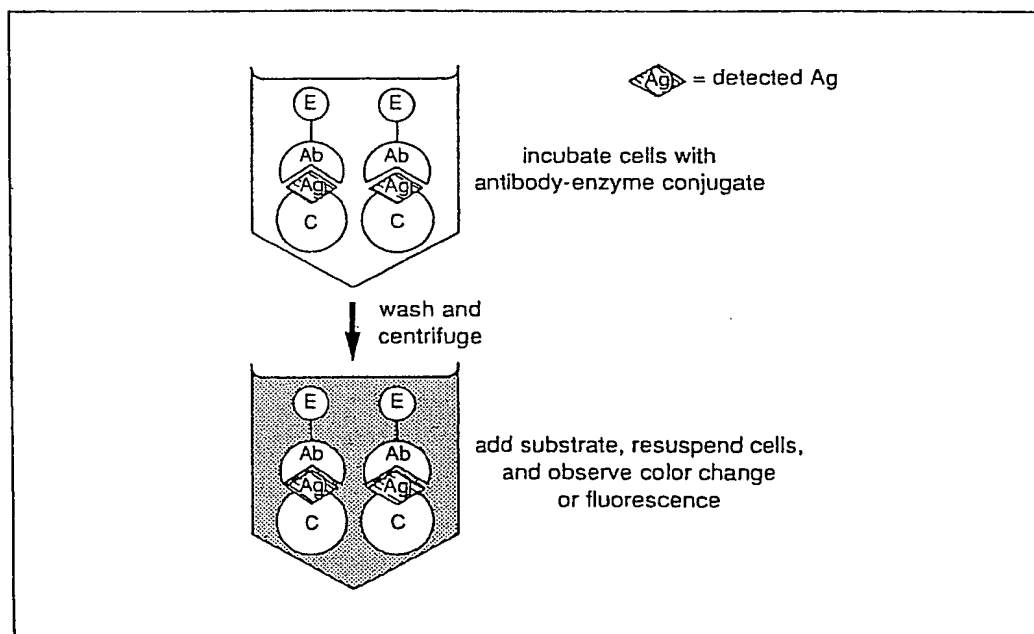 Ag = detected Ag
E E
Ab Ab
Ag Ag
C C
incubate cells with
antibody-enzyme conjugate
wash and
centrifuge
E E
Ab Ab
Ag Ag
C C
add substrate, resuspend cells,
and observe color change
or fluorescence